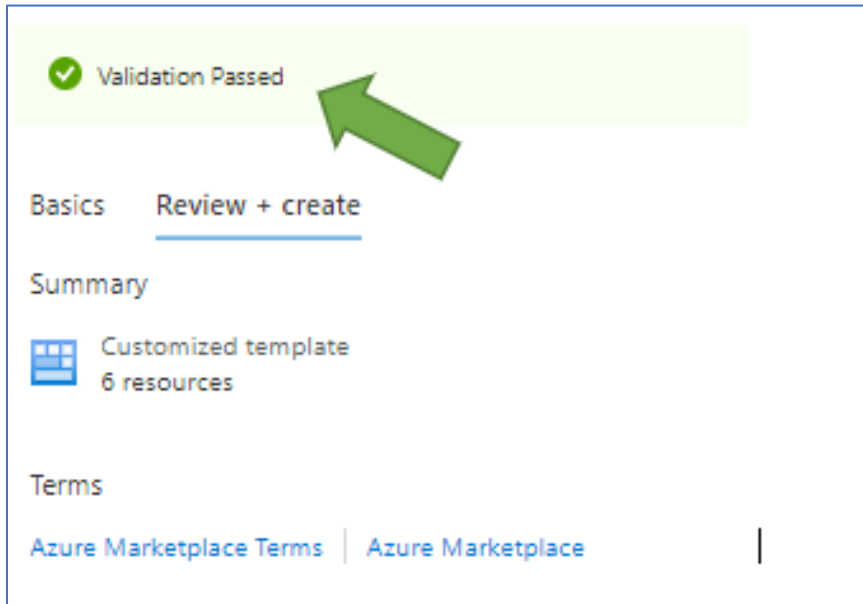 Validation Passed
Basics Review + create
Summary
Customized template
6 resources
Terms
Azure Marketplace Terms Azure Marketplace